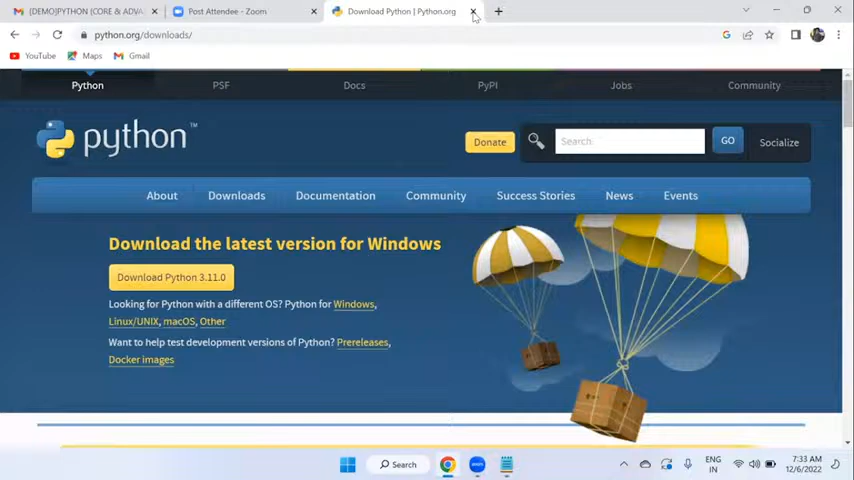 [DEMO]PYTHON (CORE & ADVA
Post Attendee - Zoom
Download Python | Python.org
python.org/downloads/
YouTube
Maps
Gmail
Python
PSF
Docs
PyPI
Jobs
Community
python™
Donate
Search
GO
Socialize
About
Downloads
Documentation
Community
Success Stories
News
Events
Download the latest version for Windows
Download Python 3.11.0
Looking for Python with a different OS? Python for Windows,
Linux/UNIX, macOS, Other
Want to help test development versions of Python? Prereleases,
Docker images
Search
ENG
IN
7:33 AM
12/6/2022